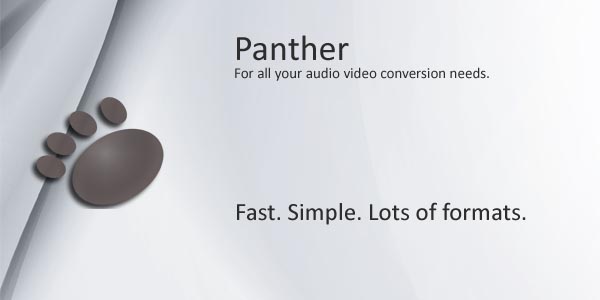 Panther
For all your audio video conversion needs.
Fast. Simple. Lots of formats.